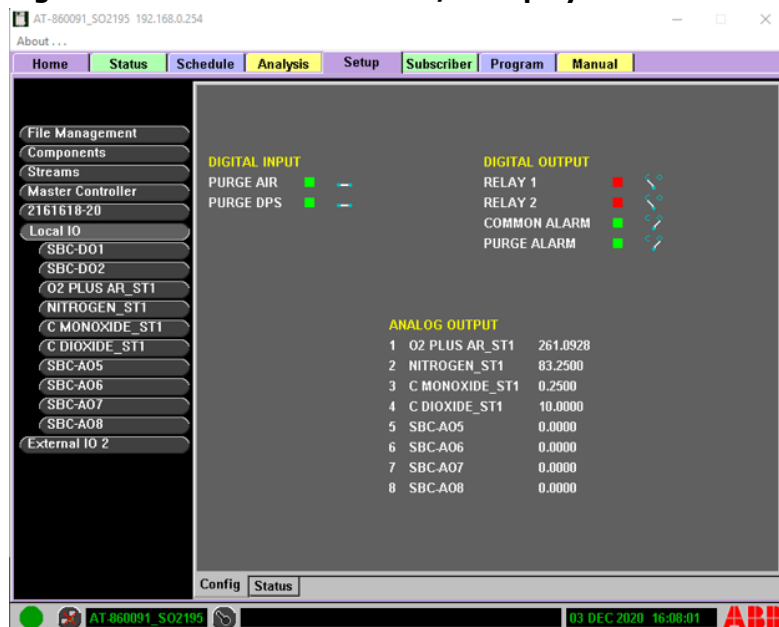 AT-860091_SO2195 192.168.0.254
About . . .
Home Status Schedule Analysis Setup Subscriber Program Manual
File Management
Components
Streams
Master Controller
2161618-20
Local IO
SBC-DO1
SBC-DO2
O2 PLUS AR_ST1
NITROGEN_ST1
C MONOXIDE_ST1
C DIOXIDE_ST1
SBC-AO5
SBC-AO6
SBC-AO7
SBC-AO8
External IO 2
DIGITAL INPUT
PURGE AIR
PURGE DPS
DIGITAL OUTPUT
RELAY 1
RELAY 2
COMMON ALARM
PURGE ALARM
ANALOG OUTPUT
1 O2 PLUS AR_ST1 261.0928
2 NITROGEN_ST1 83.2500
3 C MONOXIDE_ST1 0.2500
4 C DIOXIDE_ST1 10.0000
5 SBC-AO5 0.0000
6 SBC-AO6 0.0000
7 SBC-AO7 0.0000
8 SBC-AO8 0.0000
Config Status
AT-860091_SO2195 03 DEC 2020 16:08:01 ABB